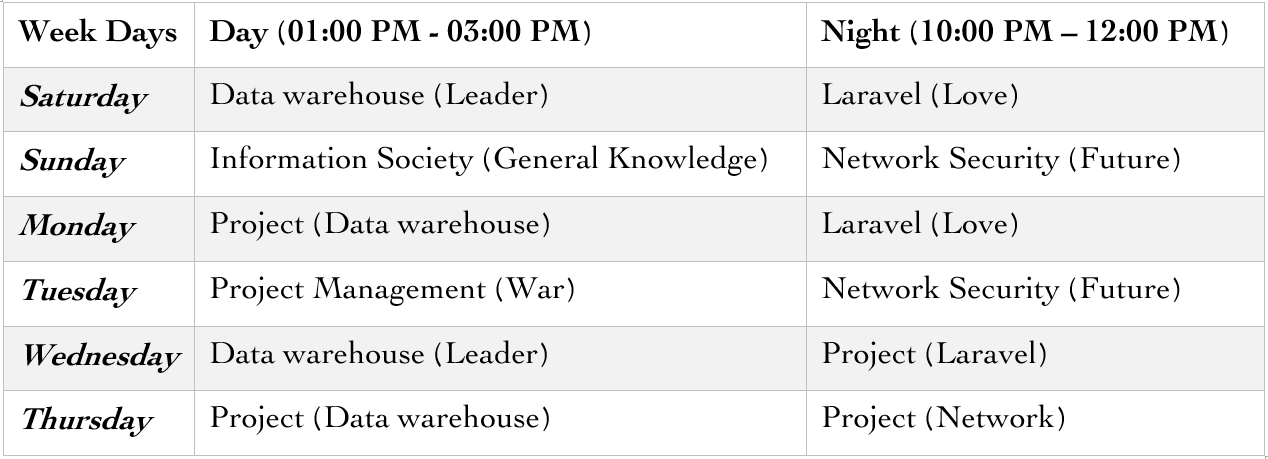 Week Days Day (01:00 PM - 03:00 PM) Night (10:00 PM – 12:00 PM)
Saturday Data warehouse (Leader) Laravel (Love)
Sunday Information Society (General Knowledge) Network Security (Future)
Monday Project (Data warehouse) Laravel (Love)
Tuesday Project Management (War) Network Security (Future)
Wednesday Data warehouse (Leader) Project (Laravel)
Thursday Project (Data warehouse) Project (Network)